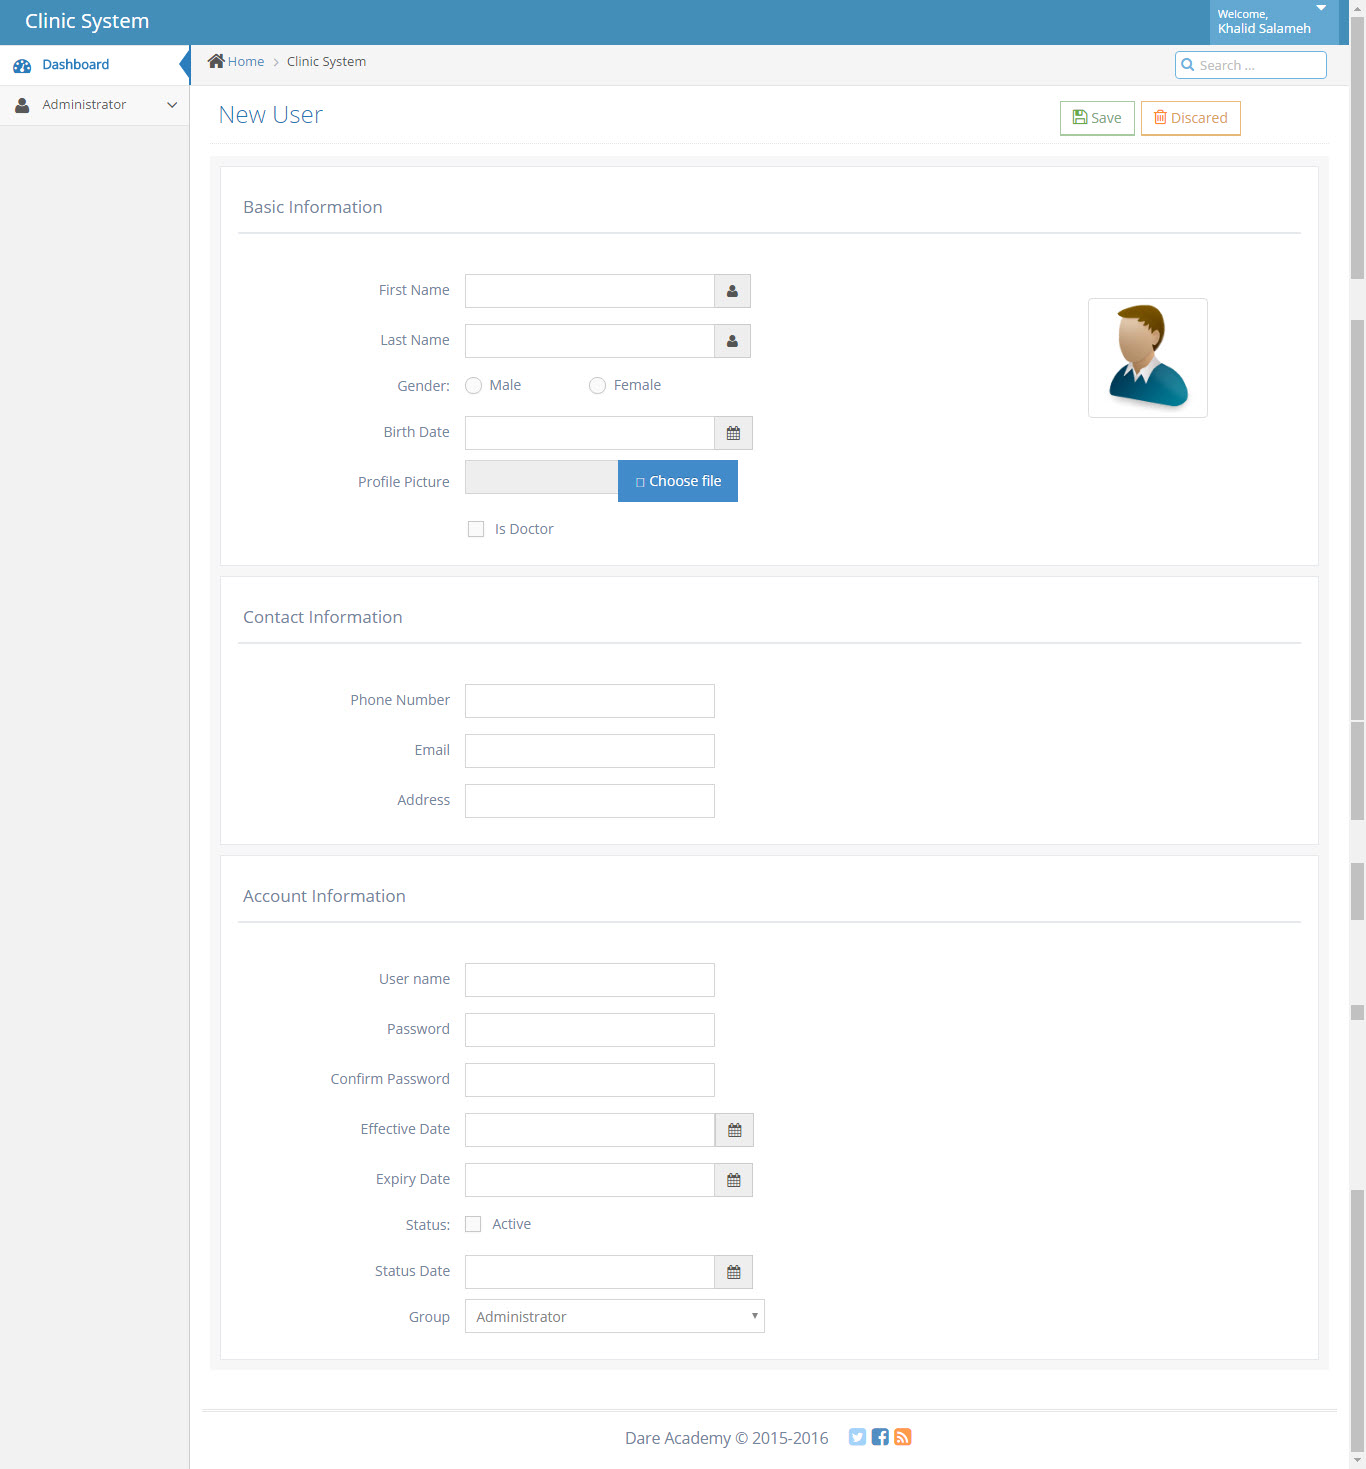 Clinic System
Welcome,
Khalid Salameh
Dashboard
Administrator
Home > Clinic System
Search ...
New User
Save
Discared
Basic Information
First Name
Last Name
Gender: Male Female
Birth Date
Profile Picture Choose file
Is Doctor
Contact Information
Phone Number
Email
Address
Account Information
User name
Password
Confirm Password
Effective Date
Expiry Date
Status: Active
Status Date
Group Administrator
Dare Academy © 2015-2016